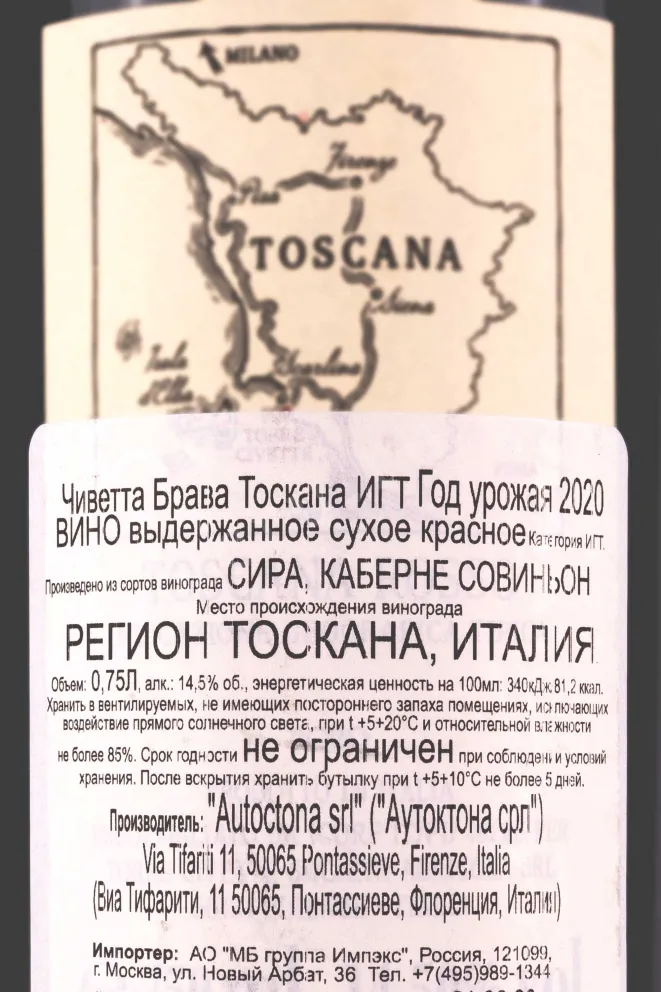 MILANO
Firenze
Pisa
TOSCANA
Siena
Isola
d'Elba
Scarlino
Чиветта Брава Тоскана ИГТ Год урожая 2020
ВИНО выдержанное сухое красное Категория ИГТ.
Произведено из сортов винограда СИРА, КАБЕРНЕ СОВИНЬОН
Место происхождения винограда
РЕГИОН ТОСКАНА, ИТАЛИЯ
Объем: 0,75Л, алк.: 14,5% об., энергетическая ценность на 100мл: 340кДж 81,2 ккал.
Хранить в вентилируемых, не имеющих постороннего запаха помещениях, исключающих
воздействие прямого солнечного света, при t +5+20°С и относительной влажности
не более 85%. Срок годности не ограничен при соблюдении условий
хранения. После вскрытия хранить бутылку при t +5+10°С не более 5 дней.
Производитель: "Autoctona srl" ("Аутоктона срл")
Via Tifariti 11, 50065 Pontassieve, Firenze, Italia
(Виа Тифарити, 11 50065, Понтассиеве, Флоренция, Италия)
Импортер: АО "МБ группа Импэкс", Россия, 121099,
г. Москва, ул. Новый Арбат, 36 Тел. +7(495)989-1344